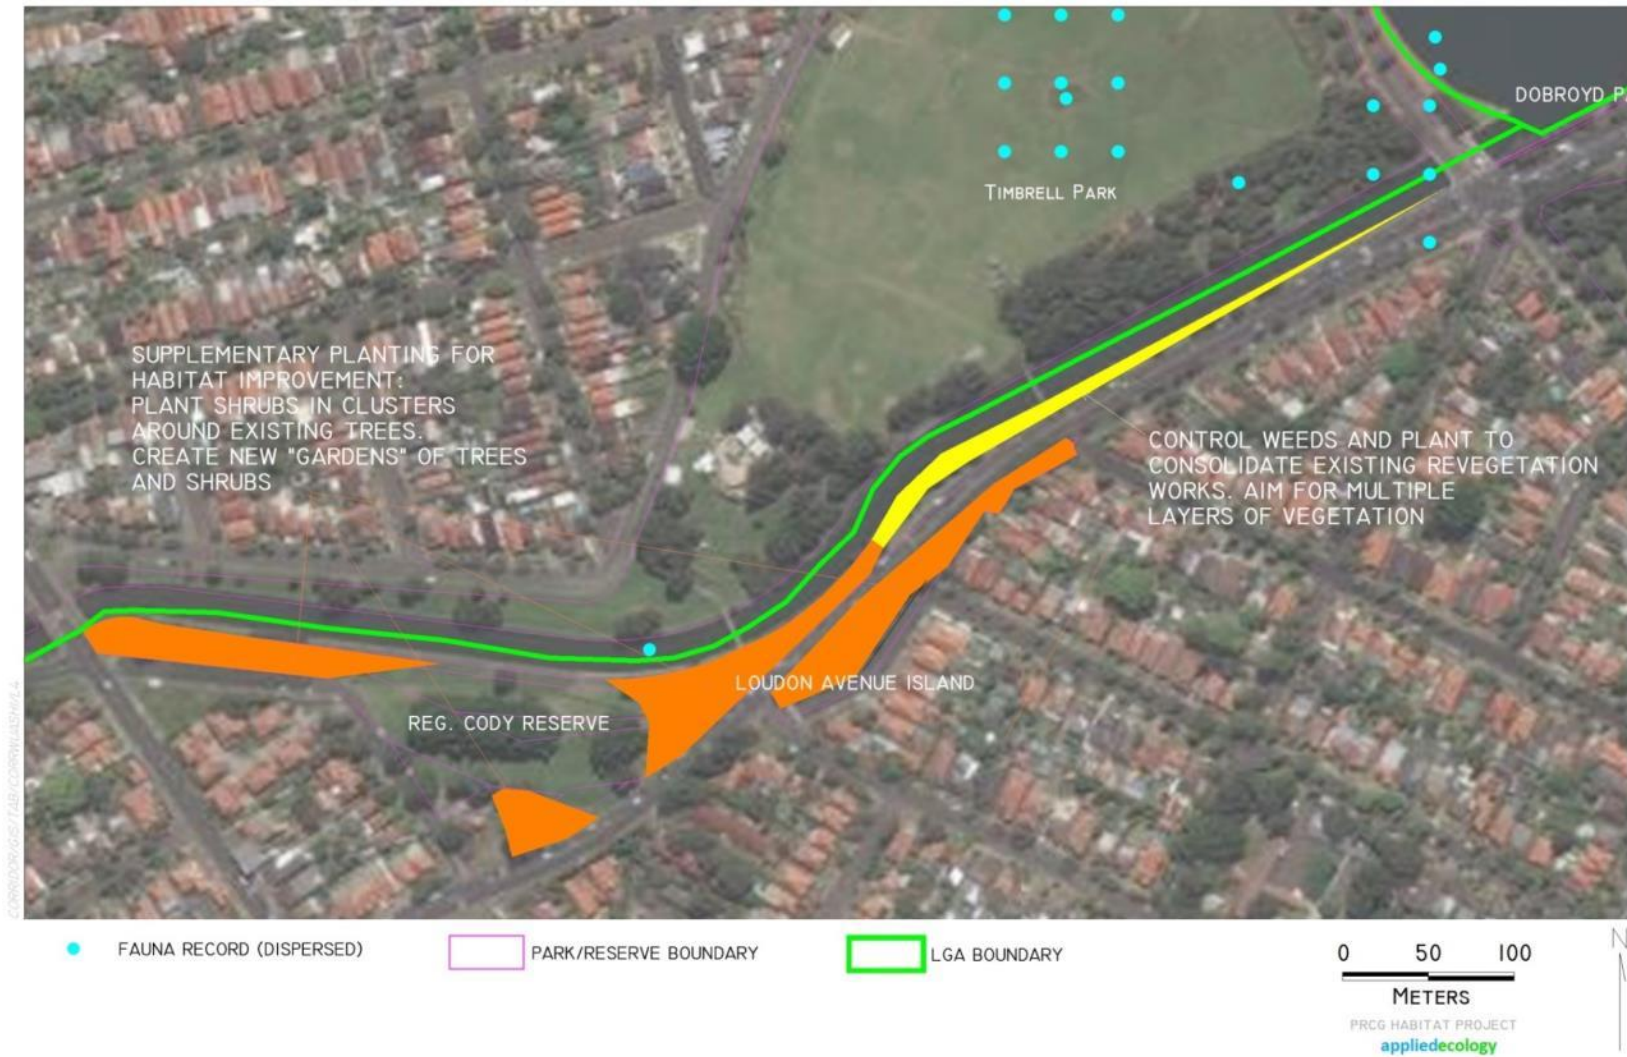 DOBROYD PA
TIMBRELL PARK
SUPPLEMENTARY PLANTING FOR
HABITAT IMPROVEMENT:
PLANT SHRUBS IN CLUSTERS
AROUND EXISTING TREES.
CREATE NEW "GARDENS" OF TREES
AND SHRUBS
CONTROL WEEDS AND PLANT TO
CONSOLIDATE EXISTING REVEGETATION
WORKS. AIM FOR MULTIPLE
LAYERS OF VEGETATION
LOUDON AVENUE ISLAND
REG. CODY RESERVE
FAUNA RECORD (DISPERSED)
PARK/RESERVE BOUNDARY
LGA BOUNDARY
0 50 100
METERS
N
PRCG HABITAT PROJECT
appliedecology